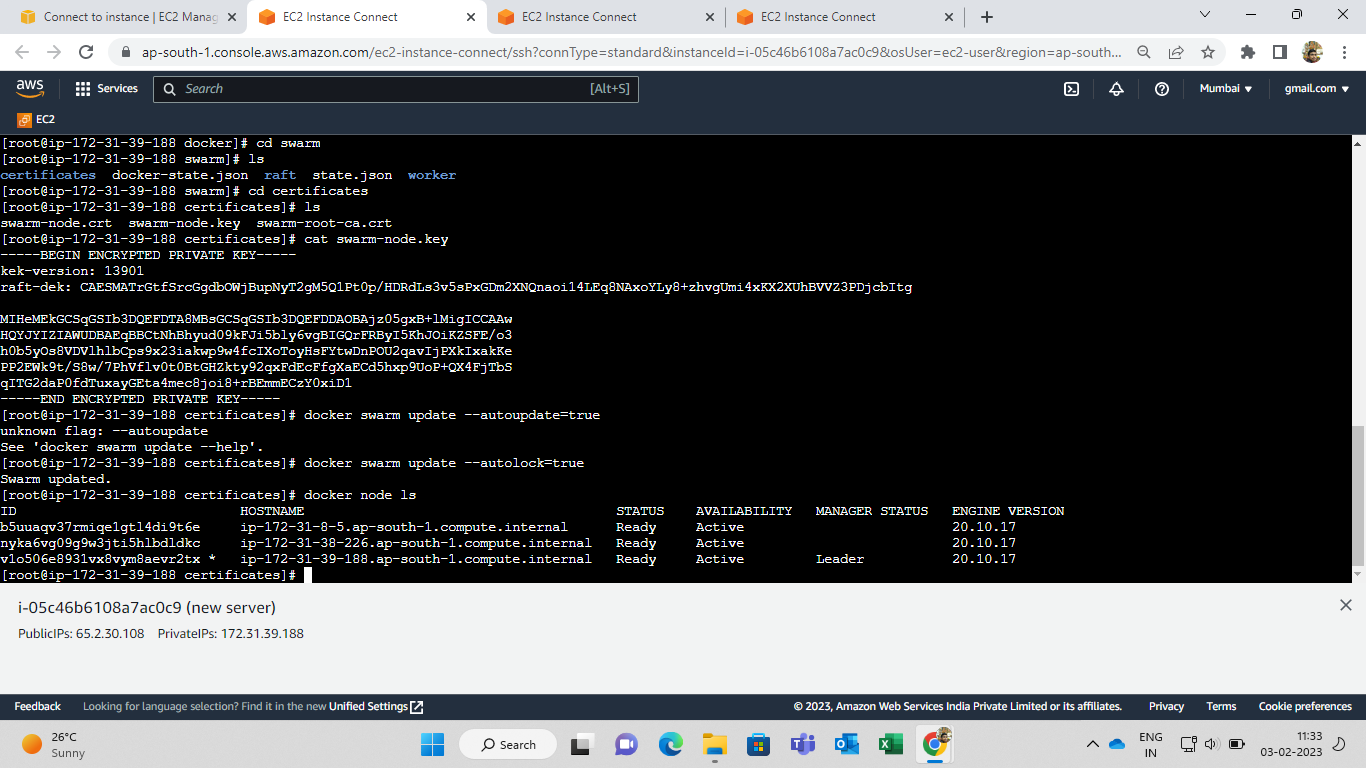 Connect to instance | EC2 Manag
EC2 Instance Connect
EC2 Instance Connect
EC2 Instance Connect
ap-south-1.console.aws.amazon.com/ec2-instance-connect/ssh?connType=standard&instanceId=i-05c46b6108a7ac0c9&osUser=ec2-user&region=ap-south...
aws Services Search [Alt+S] Mumbai gmail.com
EC2
[root@ip-172-31-39-188 docker]# cd swarm
[root@ip-172-31-39-188 swarm]# ls
certificates docker-state.json raft state.json worker
[root@ip-172-31-39-188 swarm]# cd certificates
[root@ip-172-31-39-188 certificates]# ls
swarm-node.crt swarm-node.key swarm-root-ca.crt
[root@ip-172-31-39-188 certificates]# cat swarm-node.key
-----BEGIN ENCRYPTED PRIVATE KEY-----
kek-version: 13901
raft-dek: CAESMATrGtfSrcGgdbOWjBupNyT2gM5Q1Pt0p/HDRdLs3v5sPxGDm2XNQnaoi14LEq8NAxoYLy8+zhvgUmi4xKX2XUhBVVZ3PDjcbItg
MIHeMEkGCSqGSIb3DQEFDTA8MBsGCSqGSIb3DQEFDDAOBAjz05gxB+lMigICCAAw
HQYJYIZIAWUDBAEqBBCtNhBhyud09kFJi5bly6vgBIGQrFRByI5KhJOiKZSFE/o3
h0b5yOs8VDVlhlbCps9x23iakwp9w4fcIXoToyHsFYtwDnPOU2qavIjPXkIxakKe
PP2EWk9t/S8w/7PhVflv0t0BtGHZkty92qxFdEcFfgXaECd5hxp9UoP+QX4FjTbS
qITG2daP0fdTuxayGEta4mec8joi8+rBEmmECzY0xiD1
-----END ENCRYPTED PRIVATE KEY-----
[root@ip-172-31-39-188 certificates]# docker swarm update --autoupdate=true
unknown flag: --autoupdate
See 'docker swarm update --help'.
[root@ip-172-31-39-188 certificates]# docker swarm update --autolock=true
Swarm updated.
[root@ip-172-31-39-188 certificates]# docker node ls
ID HOSTNAME STATUS AVAILABILITY MANAGER STATUS ENGINE VERSION
b5uuaqv37rmiqe1gtl4di9t6e ip-172-31-8-5.ap-south-1.compute.internal Ready Active 20.10.17
nyka6vg09g9w3jti5hlbdldkc ip-172-31-38-226.ap-south-1.compute.internal Ready Active 20.10.17
v1o506e8931vx8vym8aevr2tx * ip-172-31-39-188.ap-south-1.compute.internal Ready Active Leader 20.10.17
[root@ip-172-31-39-188 certificates]#
i-05c46b6108a7ac0c9 (new server)
PublicIPs: 65.2.30.108 PrivateIPs: 172.31.39.188
Feedback Looking for language selection? Find it in the new Unified Settings © 2023, Amazon Web Services India Private Limited or its affiliates. Privacy Terms Cookie preferences
26°C
Sunny
Search
ENG
IN
11:33
03-02-2023